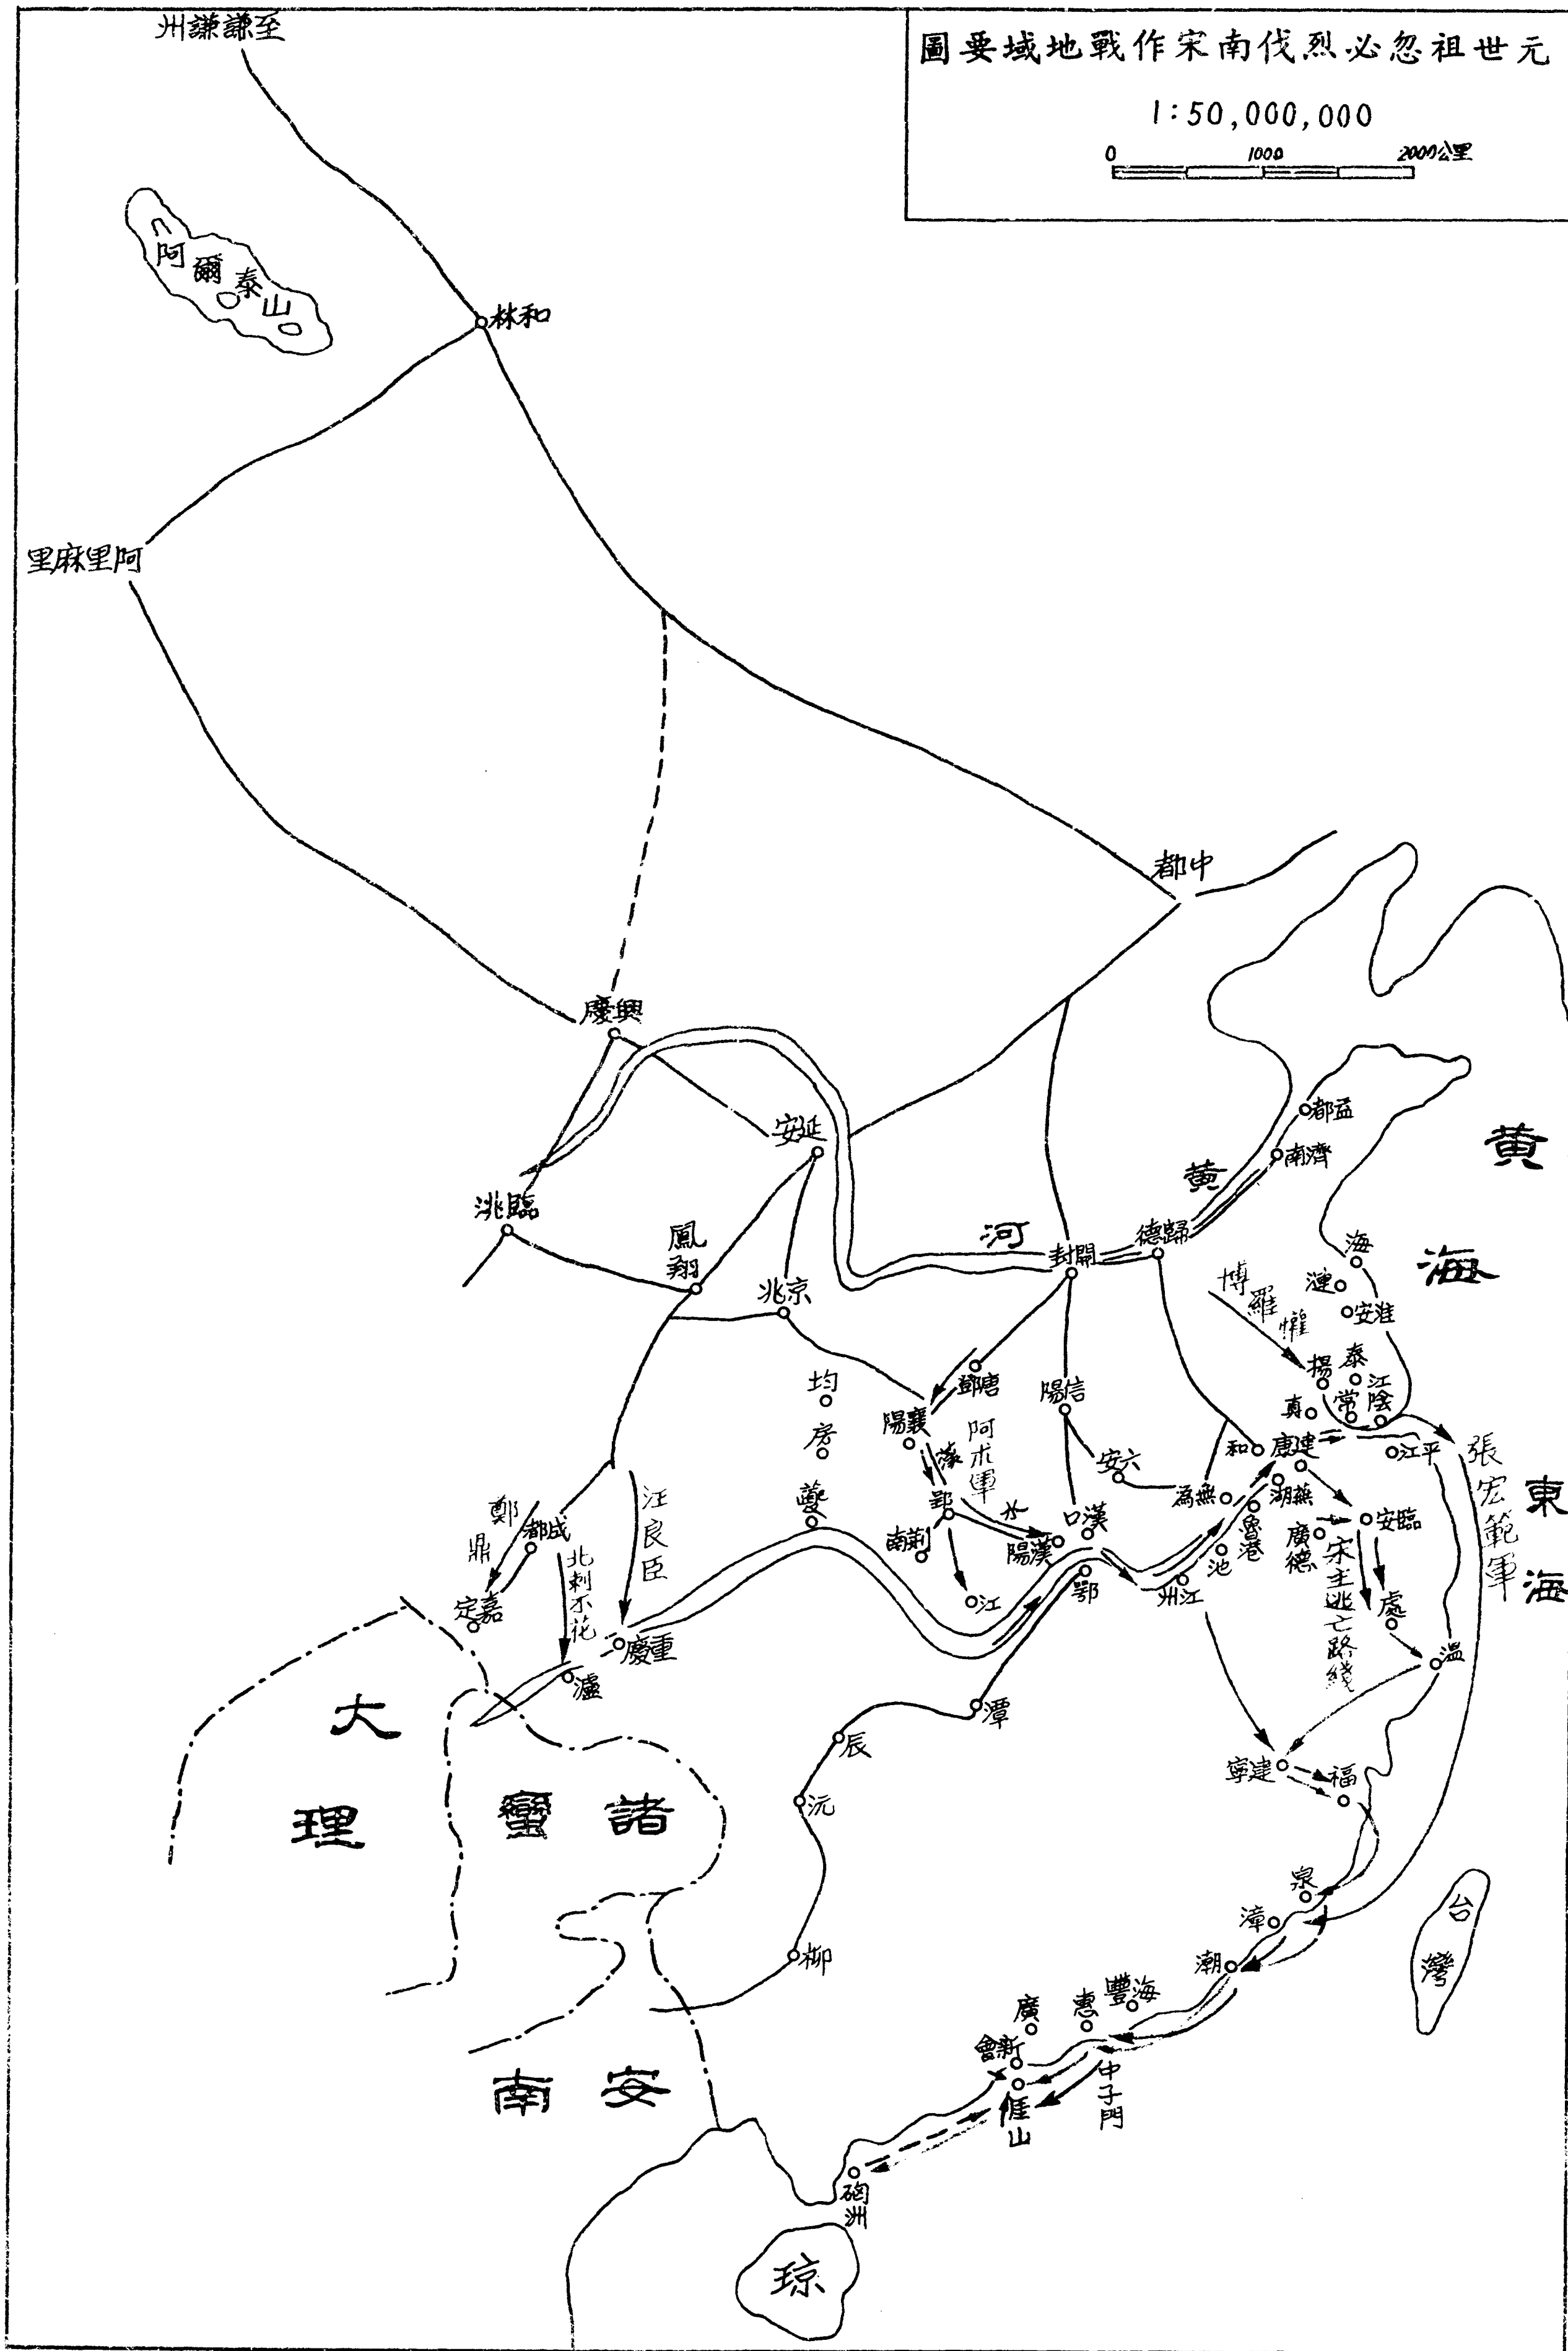 元世祖忽必烈伐南宋作戰地域要圖
1:50,000,000
0 1000 2000公里
至謙謙州
阿爾泰山
和林
阿里麻里
中都
興慶
延安
益都
濟南
黃海
黃河
臨洮
鳳翔
京兆
開封
歸德
海
漣
淮安
博羅懽
揚
泰
江陰
常
真
唐鄧
信陽
均
房
襄陽
漢水
阿朮軍
郢
六安
和
建康
平江
張宏範軍
東海
無為
蕪湖
魯港
廣德
臨安
宋主逃亡路綫
處
溫
夔
荊南
漢陽
漢口
鄂
江
江州
池
汪良臣
鄭鼎
成都
北剌不花
嘉定
重慶
瀘
大理
諸蠻
潭
辰
沅
柳
建寧
福
泉
漳
潮
台灣
海豐
惠
廣
新會
崖山
中子門
安南
硇洲
琼